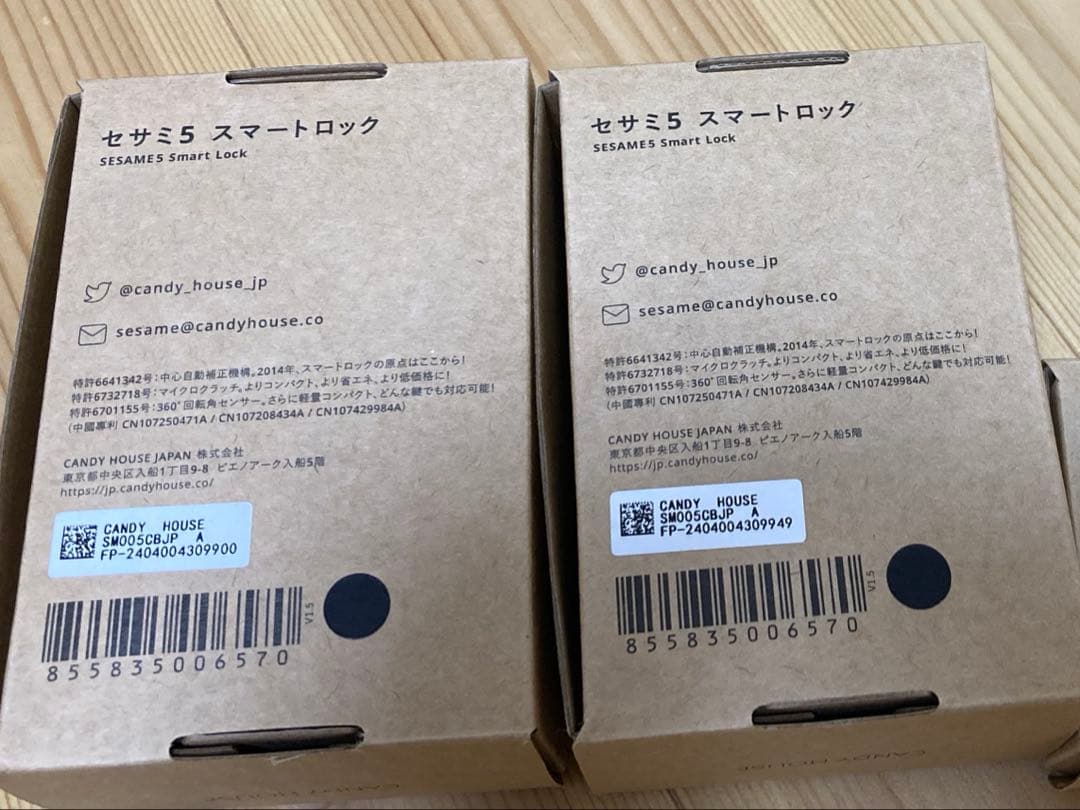 セサミ5 スマートロック
SESAME5 Smart Lock
@candy_house_jp
sesame@candyhouse.co
特許6641342号:中心自動補正機構。2014年、スマートロックの原点はここから!
特許6732718号:マイクロクラッチ。よりコンパクト、より省エネ、より低価格に!
特許6701155号:360°回転角センサー。さらに軽量コンパクト、どんな鍵でも対応可能!
(中國專利 CN107250471A / CN107208434A / CN107429984A)
CANDY HOUSE JAPAN 株式会社
東京都中央区入船1丁目9-8 ピエノアーク入船5階
https://jp.candyhouse.co/
CANDY HOUSE
SM005CBJP A
FP-2404004309900
V1.5
855835006570
CANDY HOUSE
セサミ5 スマートロック
SESAME5 Smart Lock
@candy_house_jp
sesame@candyhouse.co
特許6641342号:中心自動補正機構。2014年、スマートロックの原点はここから!
特許6732718号:マイクロクラッチ。よりコンパクト、より省エネ、より低価格に!
特許6701155号:360°回転角センサー。さらに軽量コンパクト、どんな鍵でも対応可能!
(中國專利 CN107250471A / CN107208434A / CN107429984A)
CANDY HOUSE JAPAN 株式会社
東京都中央区入船1丁目9-8 ピエノアーク入船5階
https://jp.candyhouse.co/
CANDY HOUSE
SM005CBJP A
FP-2404004309949
V1.5
855835006570
CANDY HOUSE